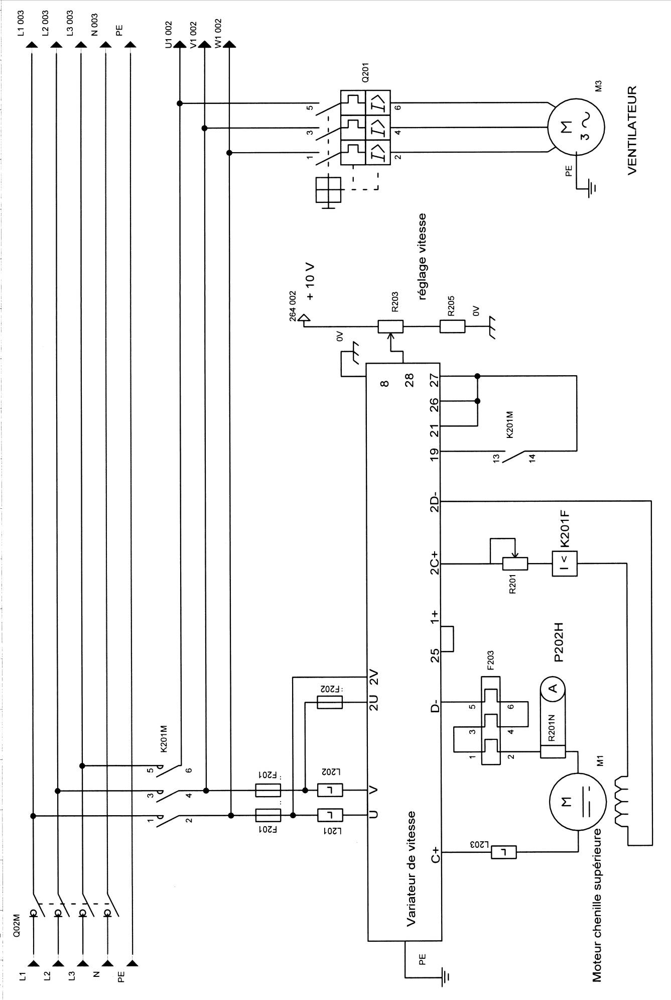 Q02M
L1
L2
L3
N
PE
L1 003
L2 003
L3 003
N 003
PE
U1 002
V1 002
W1 002
K201M
1
3
5
2
4
6
F201
F201
F202
L201
L202
L
L
U
V
2U
2V
Variateur de vitesse
PE
C+
D-
25
1+
2C+
2D-
19
21
26
27
8
28
0V
264 002
+ 10 V
R203
réglage vitesse
R205
0V
K201M
13
14
Q201
1
3
5
I>
I>
I>
2
4
6
M
3 ~
M3
PE
VENTILATEUR
L203
L
F203
1
3
5
2
4
6
R201N
A
P202H
M
M1
Moteur chenille supérieure
R201
I <
K201F